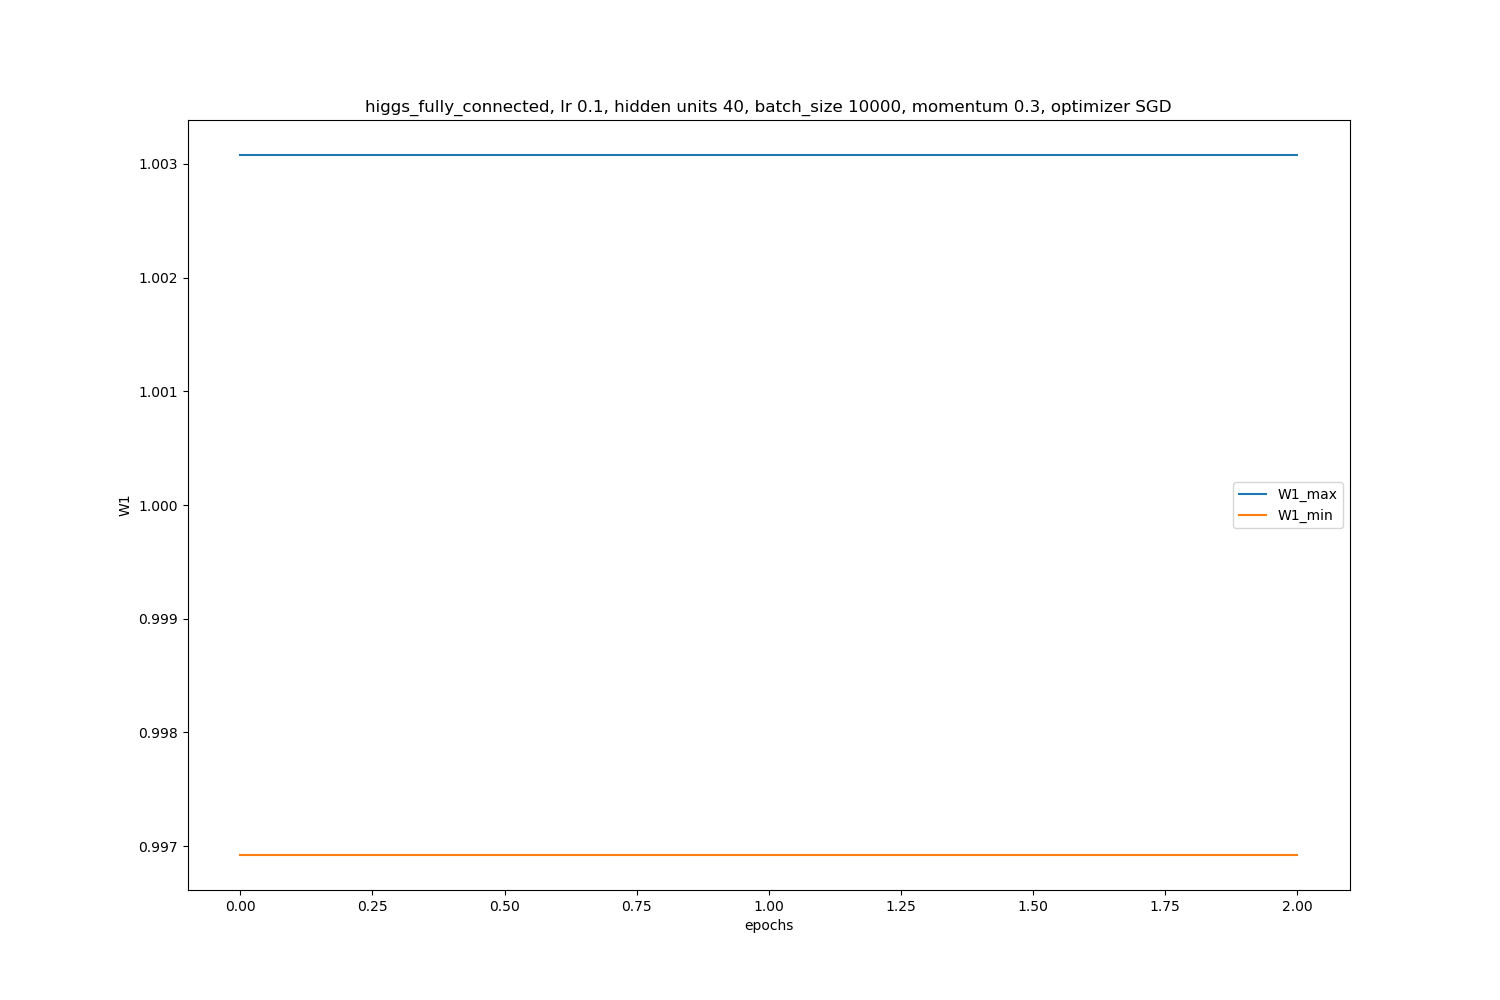 higgs_fully_connected, lr 0.1, hidden units 40, batch_size 10000, momentum 0.3, optimizer SGD
1.003
1.002
1.001
1.000
0.999
0.998
0.997
W1
W1_max
W1_min
0.00 0.25 0.50 0.75 1.00 1.25 1.50 1.75 2.00
epochs